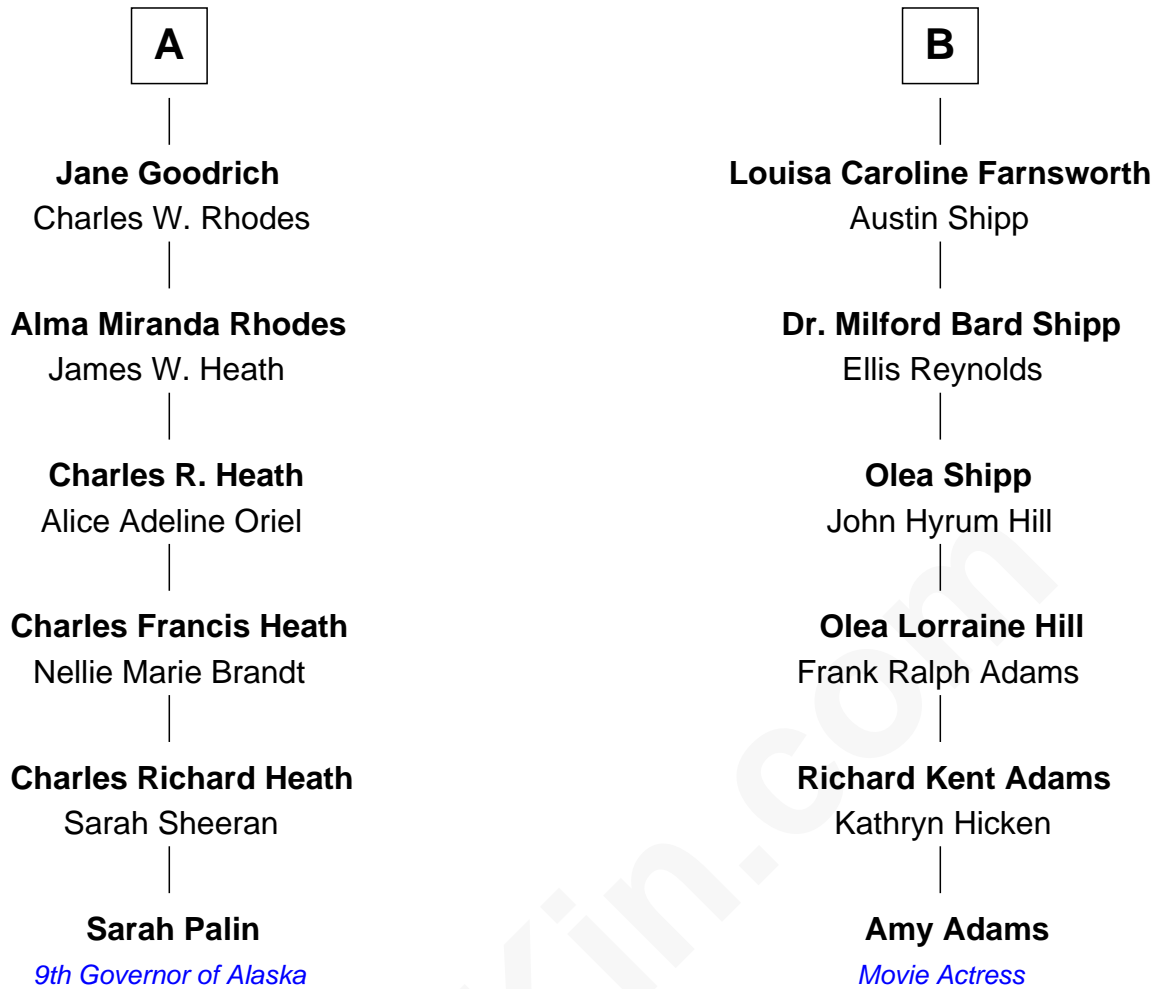 A
B
Jane Goodrich
Charles W. Rhodes
Louisa Caroline Farnsworth
Austin Shipp
Alma Miranda Rhodes
James W. Heath
Dr. Milford Bard Shipp
Ellis Reynolds
Charles R. Heath
Alice Adeline Oriel
Olea Shipp
John Hyrum Hill
Charles Francis Heath
Nellie Marie Brandt
Olea Lorraine Hill
Frank Ralph Adams
Charles Richard Heath
Sarah Sheeran
Richard Kent Adams
Kathryn Hicken
Sarah Palin
9th Governor of Alaska
Amy Adams
Movie Actress